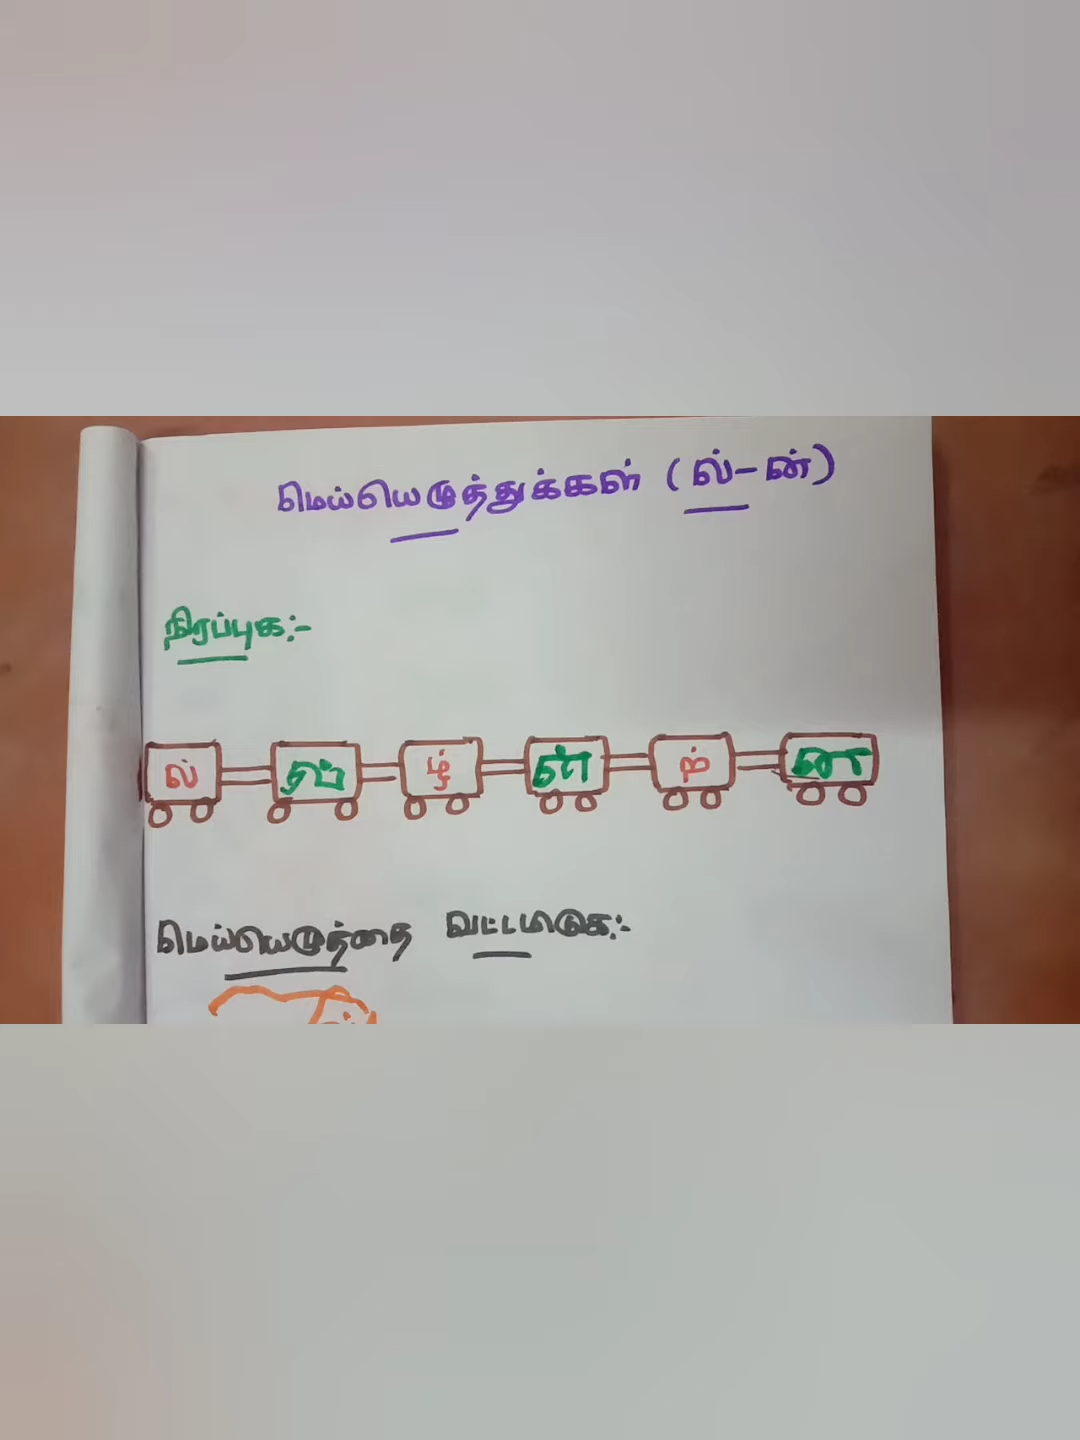 மெய்யெழுத்துக்கள் (ல்-ன்)
நிரப்புக:-
ல் வ் ழ் ள் ற் ன
மெய்யெழுத்தை வட்டமிடுக:-